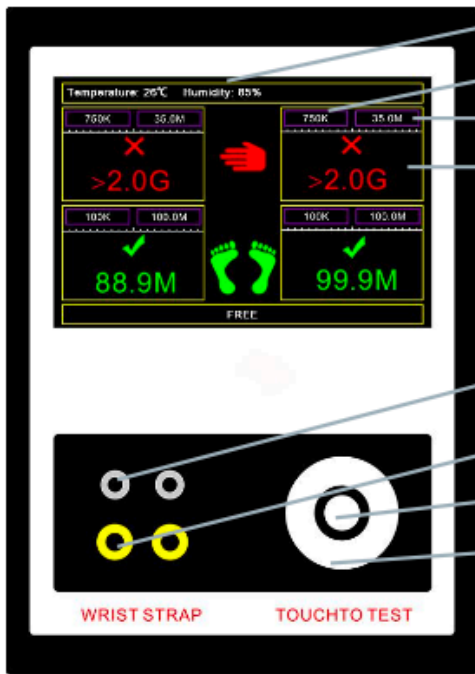 Temperature: 26℃ Humidity: 65%
750K 35.0M
>2.0G
750K 35.0M
>2.0G
100K 100.0M
88.9M
100K 100.0M
99.9M
FREE
WRIST STRAP
TOUCHTO TEST